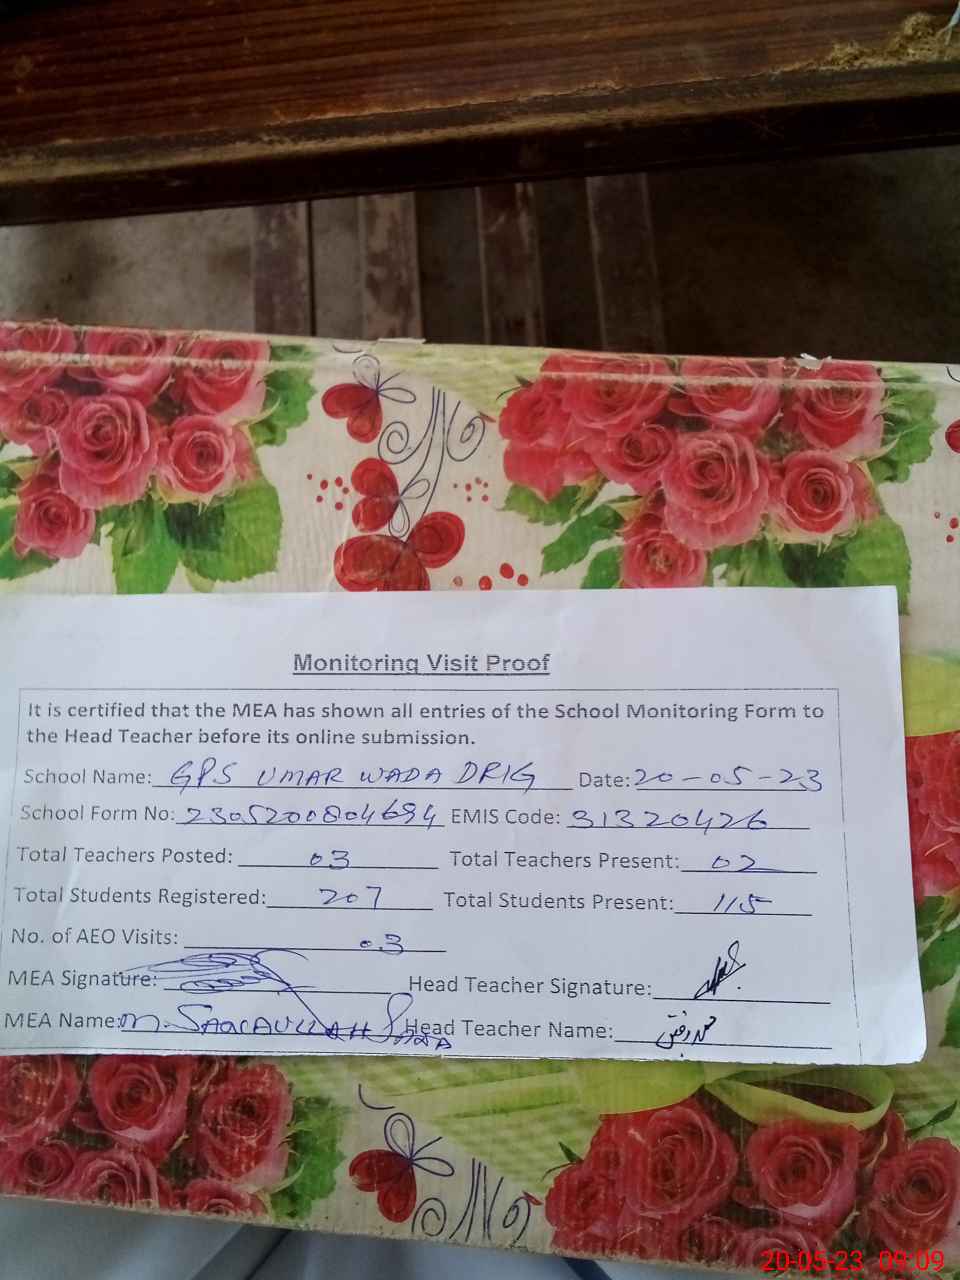 Monitoring Visit Proof
It is certified that the MEA has shown all entries of the School Monitoring Form to
the Head Teacher before its online submission.
School Name: GPS UMAR WADA DRIG Date: 20-05-23
School Form No: 2305200804694 EMIS Code: 31320426
Total Teachers Posted: 03 Total Teachers Present: 02
Total Students Registered: 207 Total Students Present: 115
No. of AEO Visits: 03
MEA Signature: Head Teacher Signature:
MEA Name: M. Head Teacher Name: محمد رفیق
20-05-23 09:09